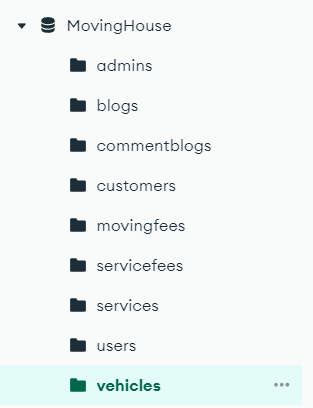 MovingHouse
admins
blogs
commentblogs
customers
movingfees
servicefees
services
users
vehicles